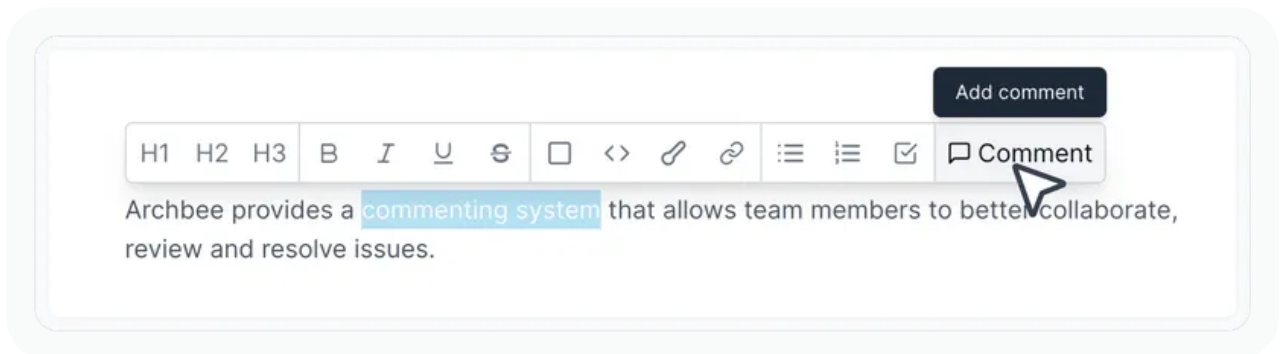 Add comment
H1 H2 H3 B I U S Comment
Archbee provides a commenting system that allows team members to better collaborate,
review and resolve issues.